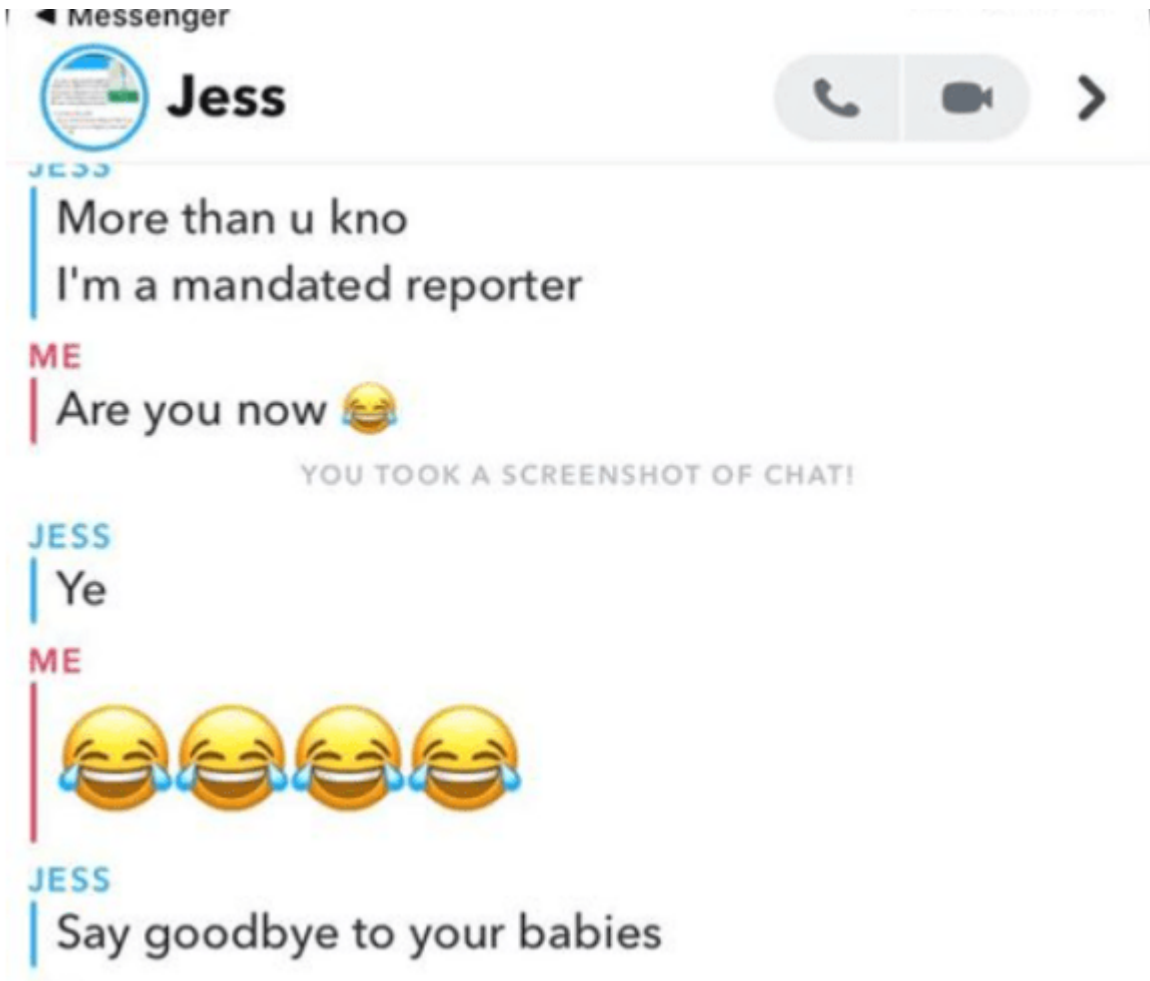 Messenger
Jess
JESS
More than u kno
I'm a mandated reporter
ME
Are you now 😂
YOU TOOK A SCREENSHOT OF CHAT!
JESS
Ye
ME
😂😂😂😂
JESS
Say goodbye to your babies